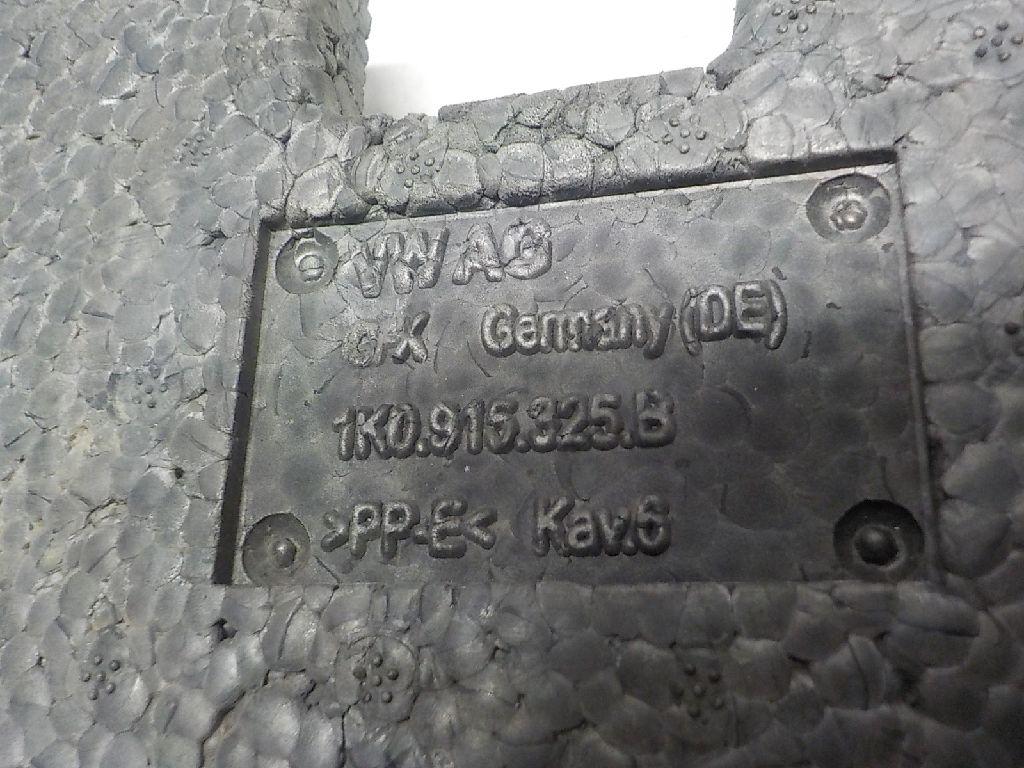 VW AG
Germany (DE)
1K0.915.325.B
>PP-E< Kav.6